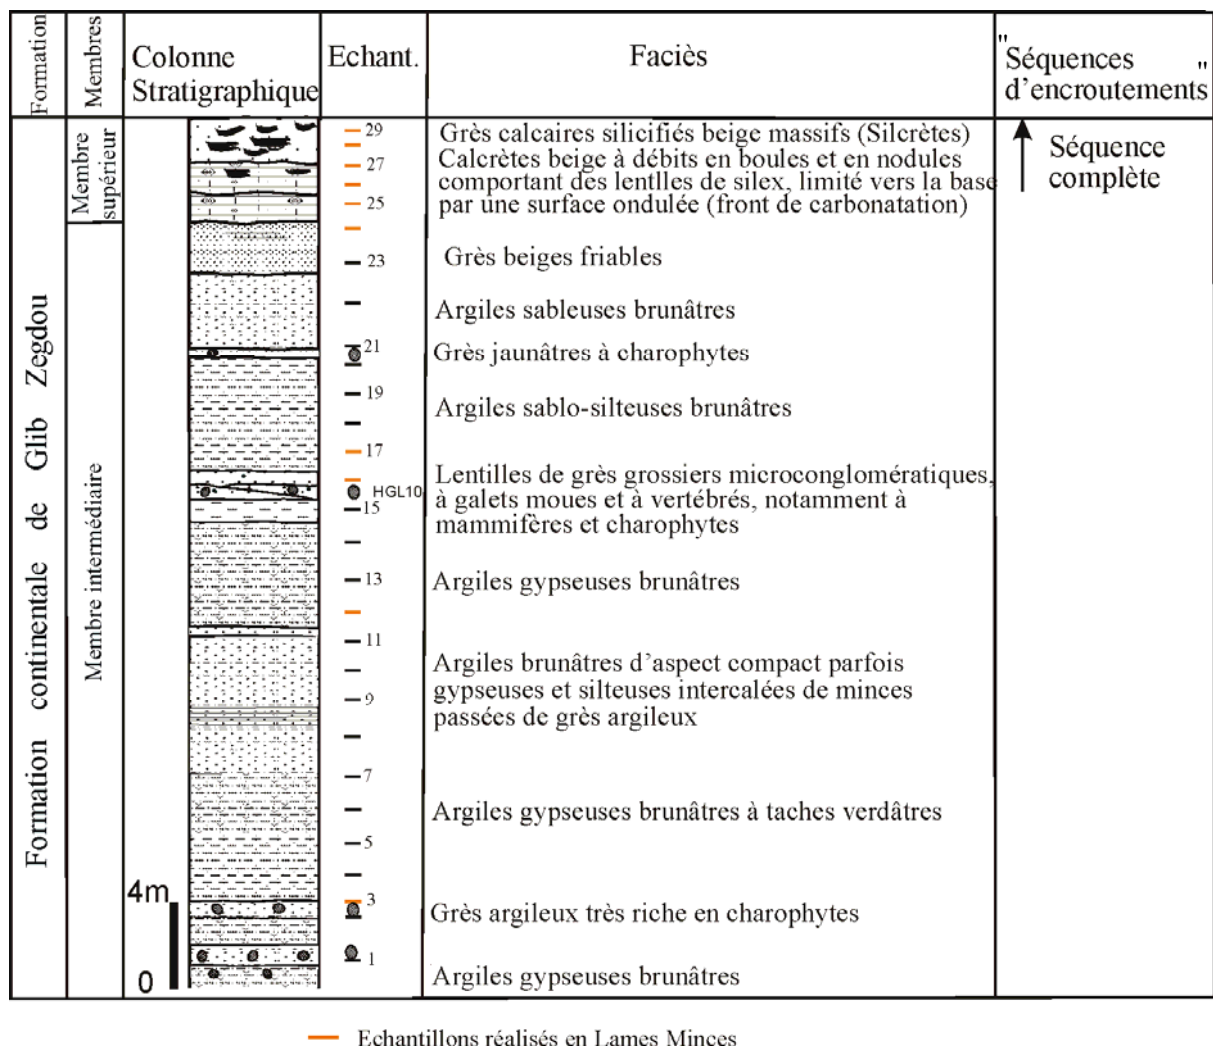 Formation
Membres
Colonne
Stratigraphique
Echant.
Faciès
"Séquences
d'encroutements"
Formation continentale de Glib Zegdou
Membre
supérieur
Membre intermédiaire
29
27
25
23
21
19
17
HGL10
15
13
11
9
7
5
3
1
4m
0
Grès calcaires silicifiés beige massifs (Silcrètes)
Calcrètes beige à débits en boules et en nodules
comportant des lentlles de silex, limité vers la base
par une surface ondulée (front de carbonatation)
Grès beiges friables
Argiles sableuses brunâtres
Grès jaunâtres à charophytes
Argiles sablo-silteuses brunâtres
Lentilles de grès grossiers microconglomératiques,
à galets moues et à vertébrés, notamment à
mammifères et charophytes
Argiles gypseuses brunâtres
Argiles brunâtres d'aspect compact parfois
gypseuses et silteuses intercalées de minces
passées de grès argileux
Argiles gypseuses brunâtres à taches verdâtres
Grès argileux très riche en charophytes
Argiles gypseuses brunâtres
Séquence
complète
Echantillons réalisés en Lames Minces